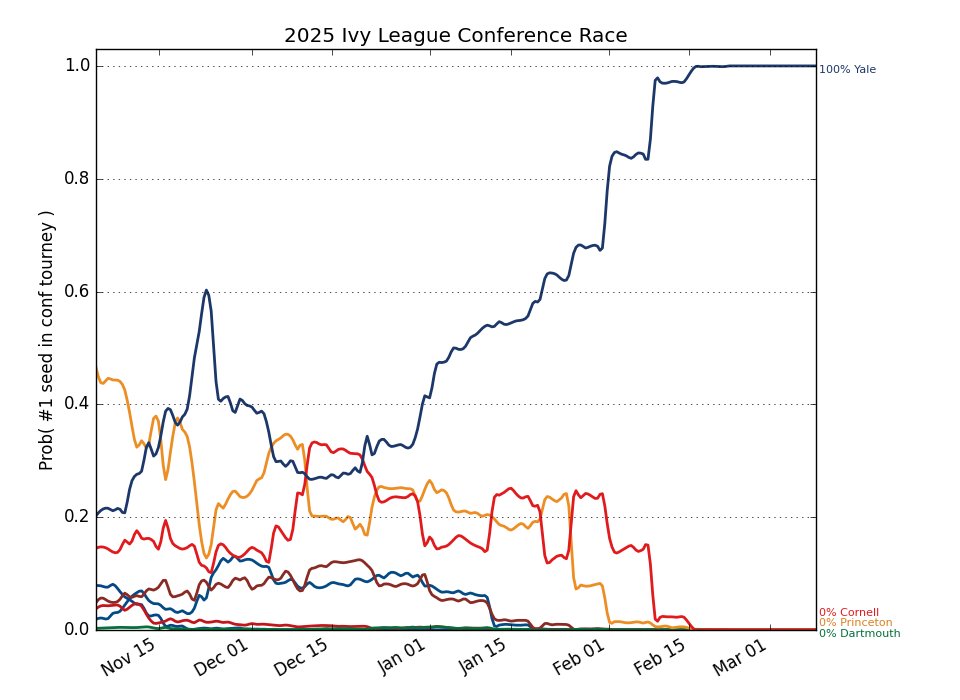 2025 Ivy League Conference Race
Prob( #1 seed in conf tourney )
1.0
0.8
0.6
0.4
0.2
0.0
100% Yale
0% Cornell
0% Princeton
0% Dartmouth
Nov 15
Dec 01
Dec 15
Jan 01
Jan 15
Feb 01
Feb 15
Mar 01